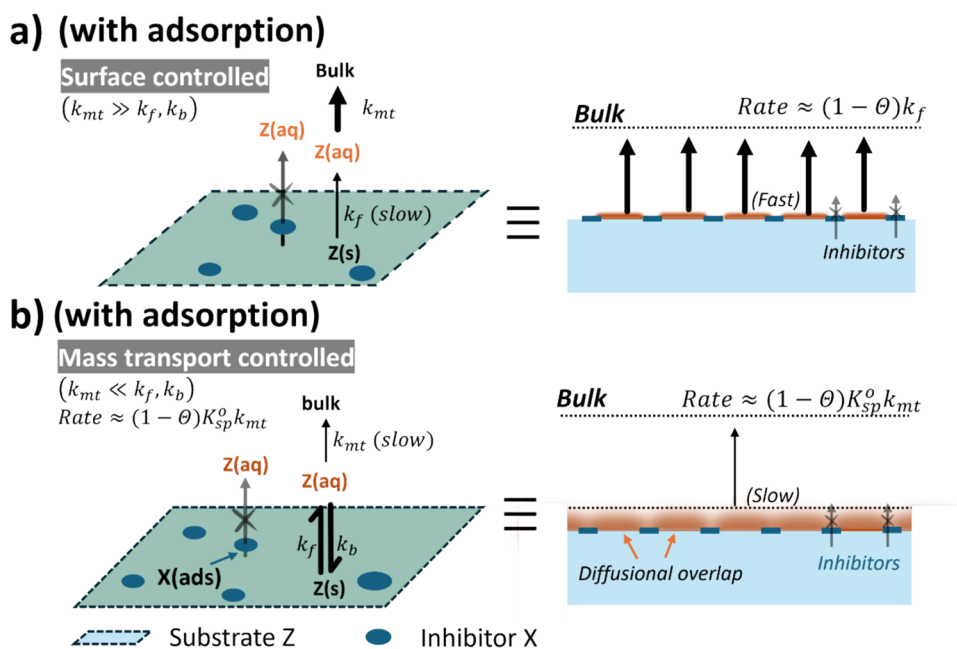 a) (with adsorption)
Surface controlled
(k_mt ≫ k_f, k_b)
Bulk
k_mt
Z(aq)
Z(aq)
k_f (slow)
Z(s)
≡
Bulk
Rate ≈ (1 − Θ)k_f
(Fast)
Inhibitors
b) (with adsorption)
Mass transport controlled
(k_mt ≪ k_f, k_b)
Rate ≈ (1 − Θ)K_sp^o k_mt
bulk
k_mt (slow)
Z(aq)
Z(aq)
k_f
k_b
X(ads)
Z(s)
≡
Bulk
Rate ≈ (1 − Θ)K_sp^o k_mt
(Slow)
Diffusional overlap
Inhibitors
Substrate Z
Inhibitor X